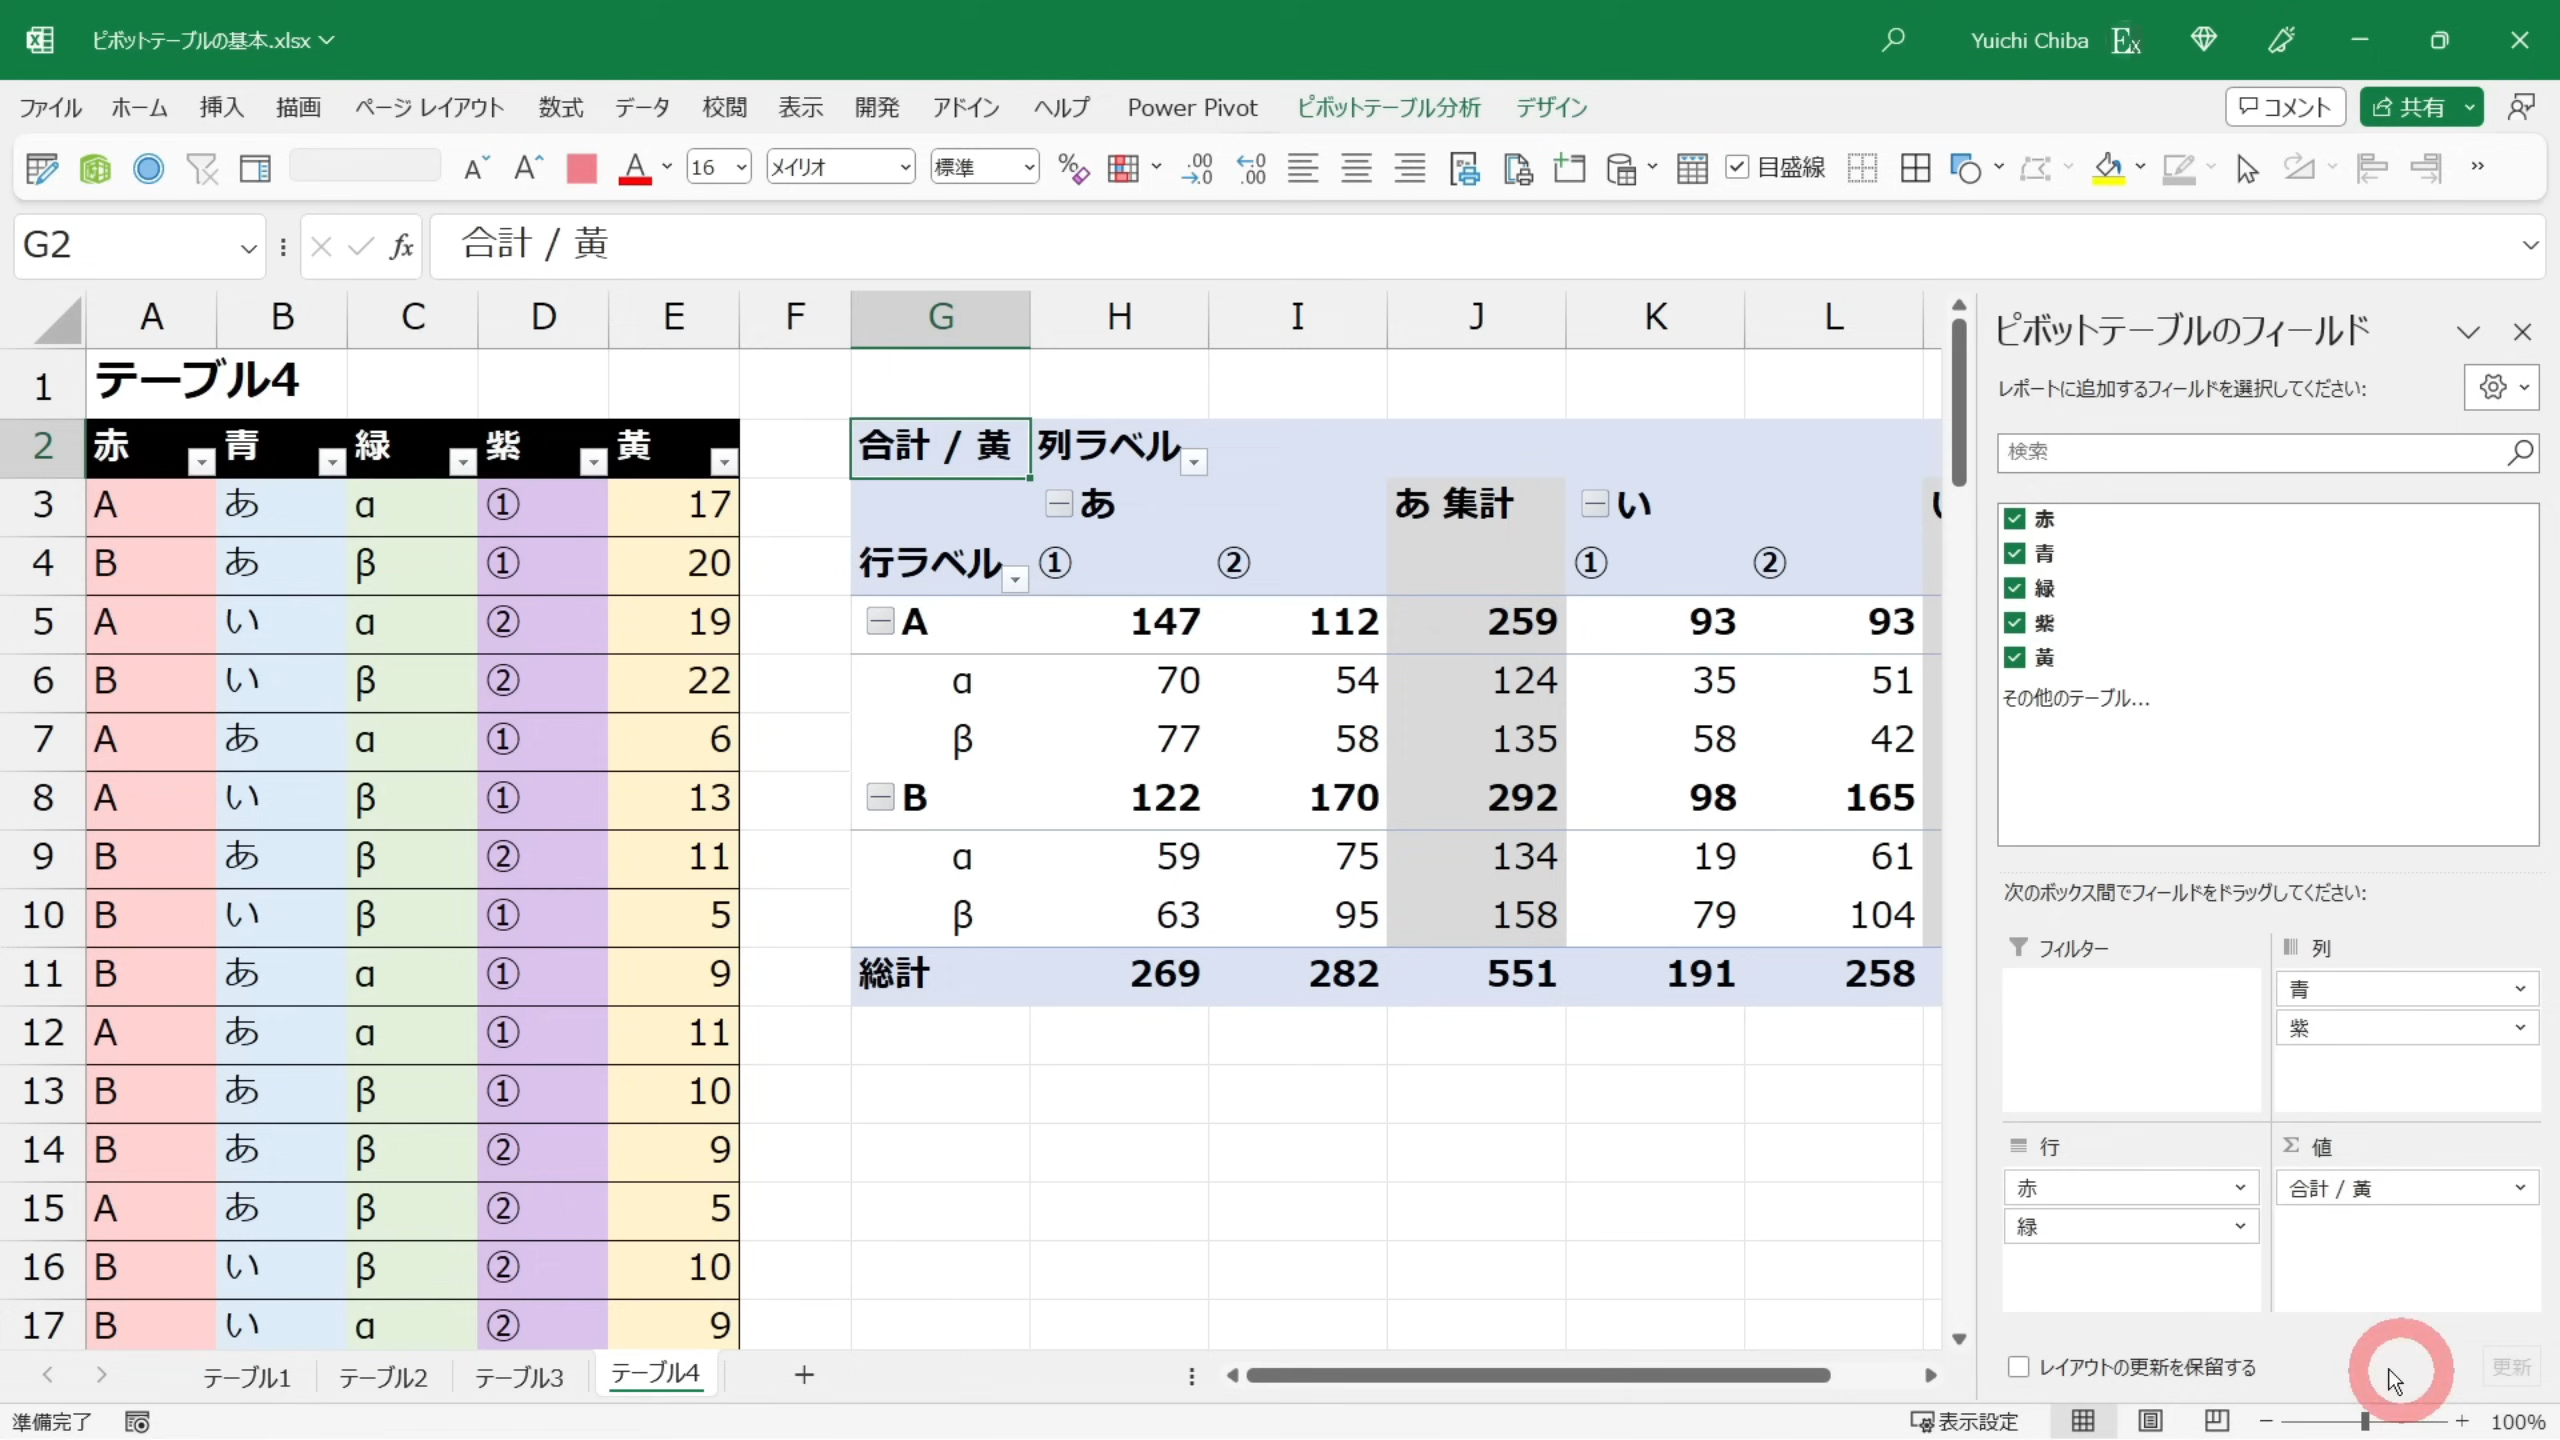 ピボットテーブルの基本.xlsx Yuichi Chiba Ex
ファイル ホーム 挿入 描画 ページ レイアウト 数式 データ 校閲 表示 開発 アドイン ヘルプ Power Pivot ピボットテーブル分析 デザイン コメント 共有
16 メイリオ 標準 目盛線
G2 fx 合計 / 黃
A B C D E F G H I J K L
1 テーブル4
2 赤 青 緑 紫 黄 合計 / 黃 列ラベル
3 A あ α ① 17 あ あ 集計 い
4 B あ β ① 20 行ラベル ① ② ① ②
5 A い α ② 19 A 147 112 259 93 93
6 B い β ② 22 α 70 54 124 35 51
7 A あ α ① 6 β 77 58 135 58 42
8 A い β ① 13 B 122 170 292 98 165
9 B あ β ② 11 α 59 75 134 19 61
10 B い β ① 5 β 63 95 158 79 104
11 B あ α ① 9 総計 269 282 551 191 258
12 A あ α ① 11
13 B あ β ① 10
14 B あ β ② 9
15 A あ β ② 5
16 B い β ② 10
17 B い α ② 9
ピボットテーブルのフィールド
レポートに追加するフィールドを選択してください:
検索
赤
青
緑
紫
黃
その他のテーブル...
次のボックス間でフィールドをドラッグしてください:
フィルター 列
青
紫
行 Σ 値
赤 合計 / 黃
緑
レイアウトの更新を保留する 更新
テーブル1 テーブル2 テーブル3 テーブル4
準備完了 表示設定 100%